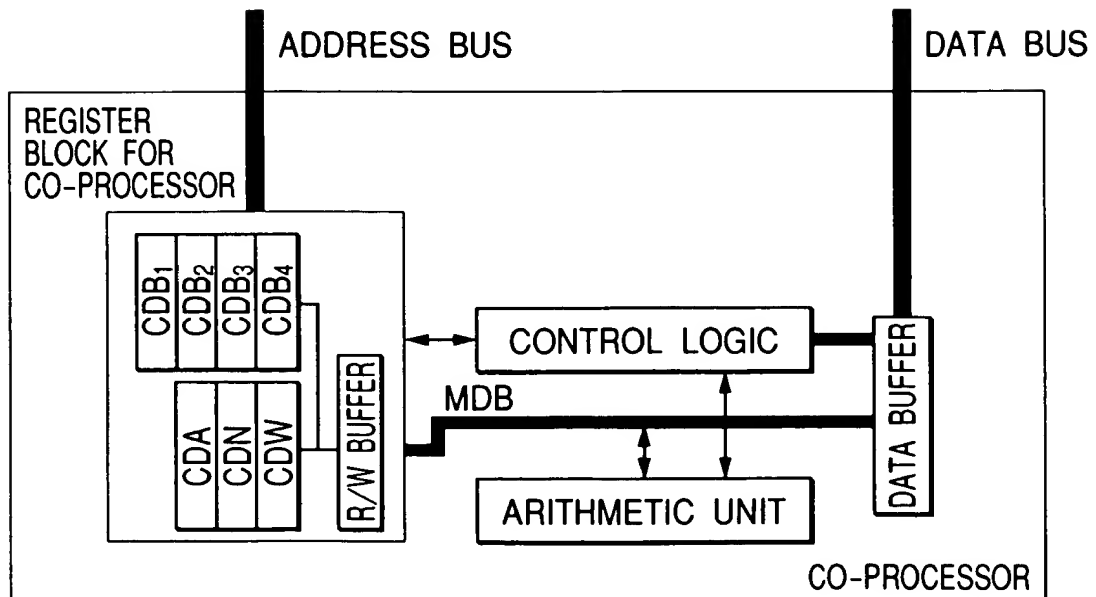 ADDRESS BUS
DATA BUS
REGISTER
BLOCK FOR
CO-PROCESSOR
CDB1
CDB2
CDB3
CDB4
CDA
CDN
CDW
R/W BUFFER
CONTROL LOGIC
MDB
ARITHMETIC UNIT
DATA BUFFER
CO-PROCESSOR